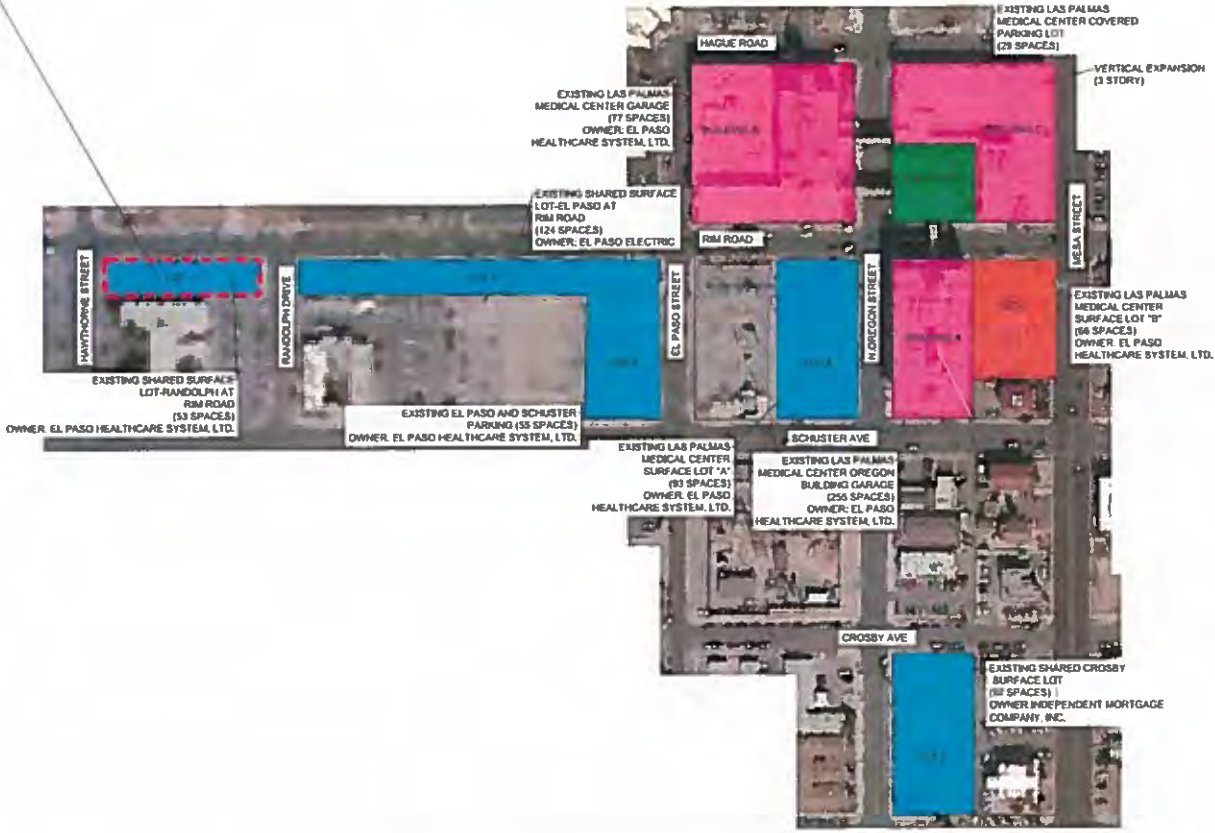 EXISTING LAS PALMAS
MEDICAL CENTER COVERED
PARKING LOT
(29 SPACES)
HAGUE ROAD
VERTICAL EXPANSION
(3 STORY)
EXISTING LAS PALMAS
MEDICAL CENTER GARAGE
(77 SPACES)
OWNER: EL PASO
HEALTHCARE SYSTEM, LTD.
EXISTING SHARED SURFACE
LOT-EL PASO AT
RIM ROAD
(124 SPACES)
OWNER: EL PASO ELECTRIC
RIM ROAD
HAWTHORNE STREET
RANDOLPH DRIVE
EL PASO STREET
N.OREGON STREET
MESA STREET
EXISTING LAS PALMAS
MEDICAL CENTER
SURFACE LOT "B"
(66 SPACES)
OWNER: EL PASO
HEALTHCARE SYSTEM, LTD.
EXISTING SHARED SURFACE
LOT-RANDOLPH AT
RIM ROAD
(53 SPACES)
OWNER: EL PASO HEALTHCARE SYSTEM, LTD.
EXISTING EL PASO AND SCHUSTER
PARKING (55 SPACES)
OWNER: EL PASO HEALTHCARE SYSTEM, LTD.
SCHUSTER AVE
EXISTING LAS PALMAS
MEDICAL CENTER
SURFACE LOT "A"
(93 SPACES)
OWNER: EL PASO
HEALTHCARE SYSTEM, LTD.
EXISTING LAS PALMAS
MEDICAL CENTER OREGON
BUILDING GARAGE
(255 SPACES)
OWNER: EL PASO
HEALTHCARE SYSTEM, LTD.
CROSBY AVE
EXISTING SHARED CROSBY
SURFACE LOT
(92 SPACES)
OWNER:INDEPENDENT MORTGAGE
COMPANY, INC.